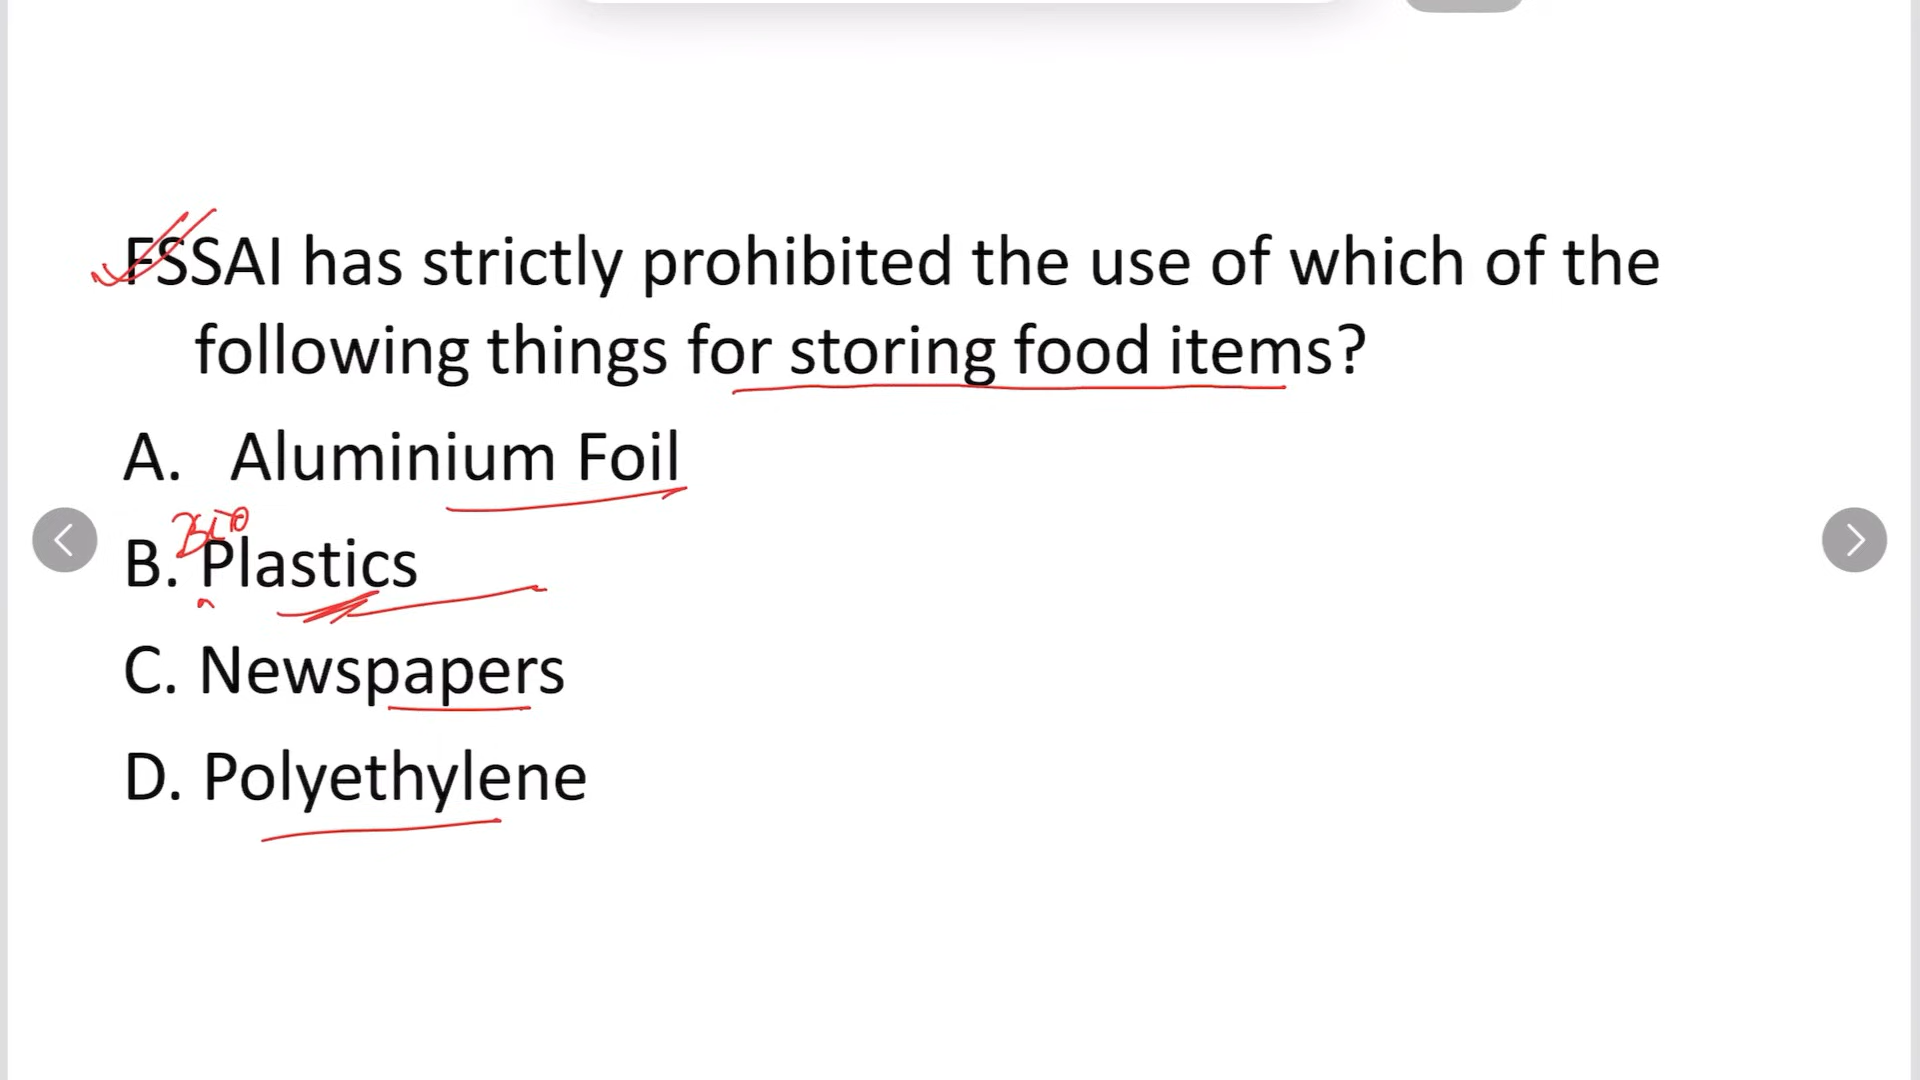 FSSAI has strictly prohibited the use of which of the
following things for storing food items?
A. Aluminium Foil
Bio
B. Plastics
C. Newspapers
D. Polyethylene